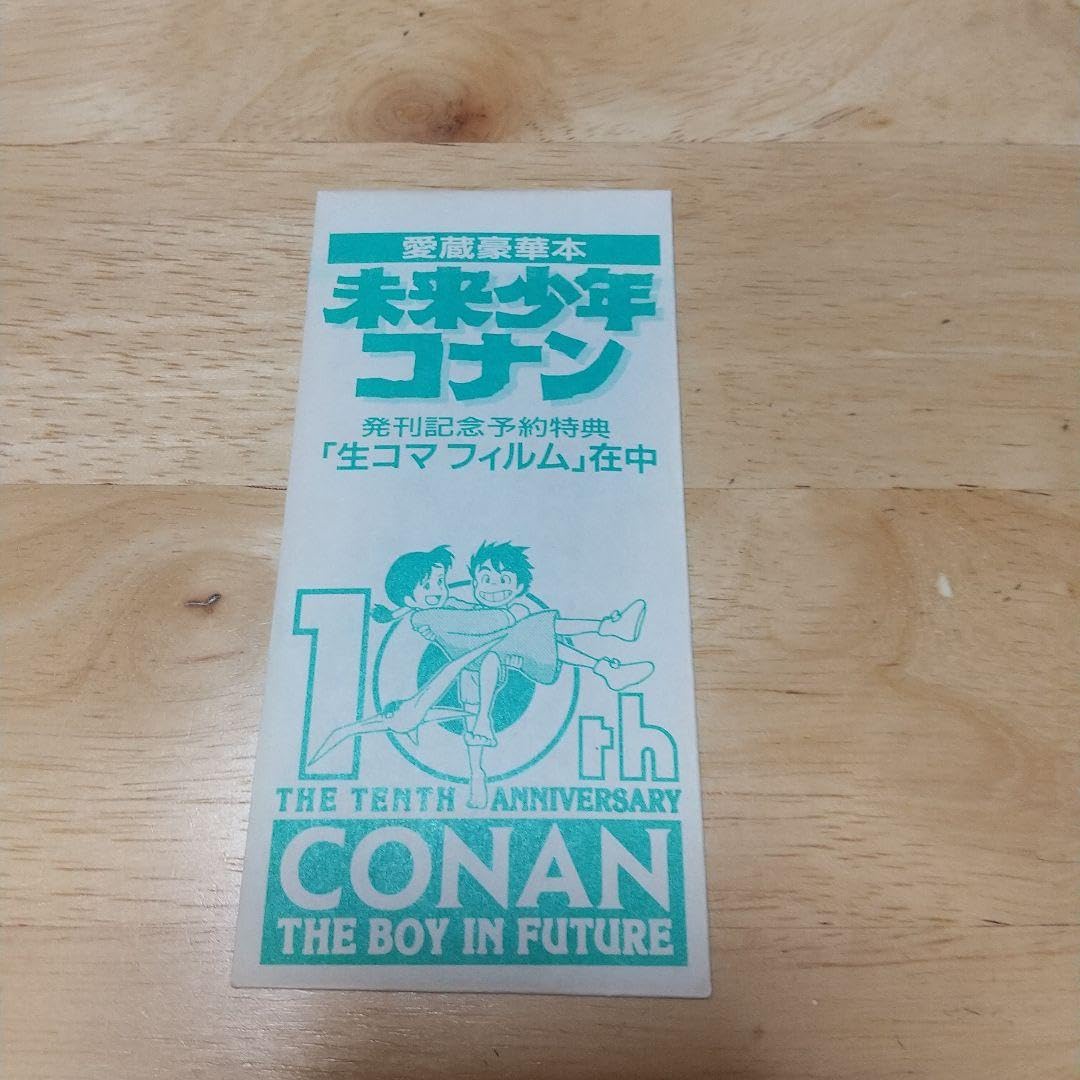 愛蔵豪華本
未来少年
コナン
発刊記念予約特典
「生コマ フィルム」在中
10th
THE TENTH ANNIVERSARY
CONAN
THE BOY IN FUTURE